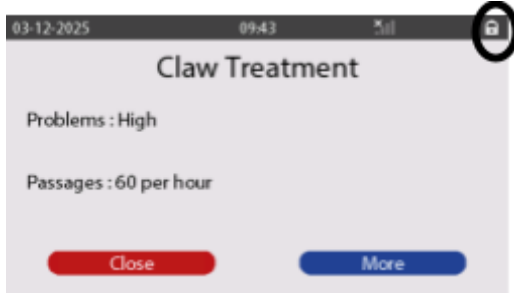 03-12-2025 09:43
Claw Treatment
Problems : High
Passages : 60 per hour
Close More